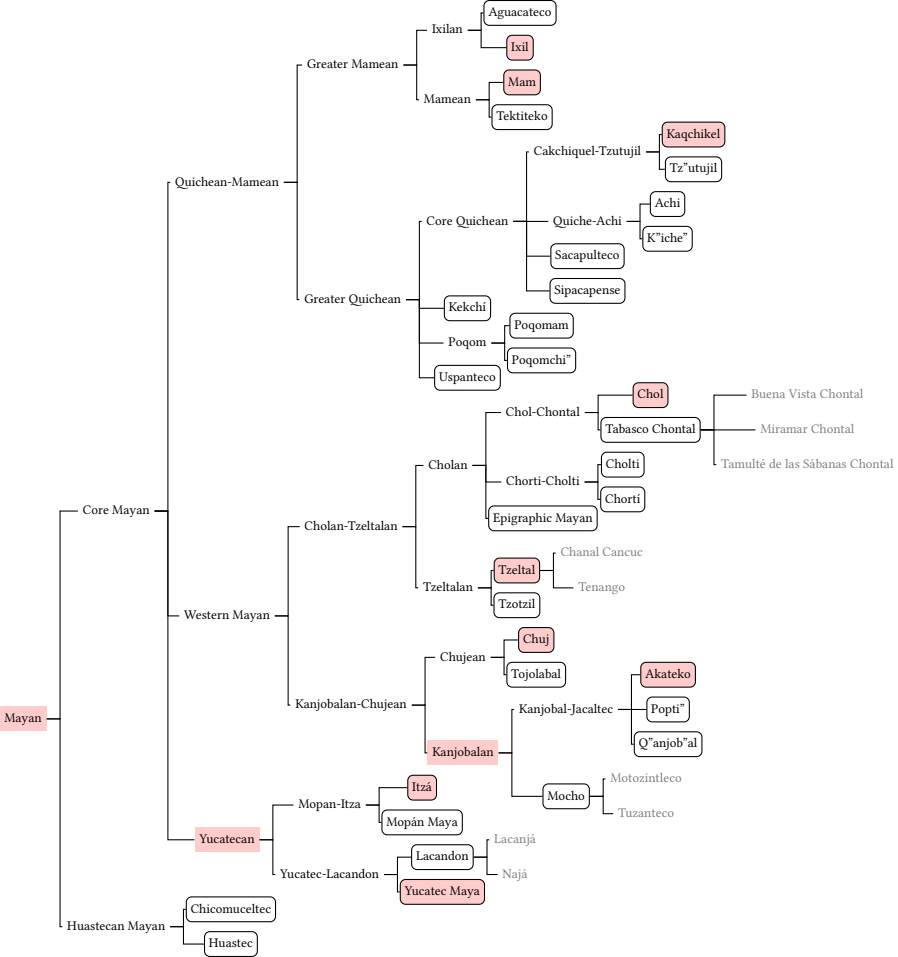 Aguacateco
Ixilan
Ixil
Greater Mamean
Mam
Mamean
Tektiteko
Kaqchikel
Cakchiquel-Tzutujil
Tz”utujil
Quichean-Mamean
Achi
Core Quichean
Quiche-Achi
K”iche”
Sacapulteco
Sipacapense
Greater Quichean
Kekchí
Poqomam
Poqom
Poqomchi”
Uspanteco
Chol
Buena Vista Chontal
Chol-Chontal
Tabasco Chontal
Miramar Chontal
Cholan
Cholti
Tamulté de las Sábanas Chontal
Chorti-Cholti
Chortí
Core Mayan
Epigraphic Mayan
Cholan-Tzeltalan
Chanal Cancuc
Tzeltal
Tzeltalan
Tenango
Tzotzil
Western Mayan
Chuj
Chujean
Tojolabal
Akateko
Kanjobalan-Chujean
Kanjobal-Jacaltec
Popti”
Mayan
Q”anjob”al
Kanjobalan
Motozintleco
Itzá
Mocho
Mopan-Itza
Tuzanteco
Mopán Maya
Yucatecan
Lacanjá
Lacandon
Yucatec-Lacandon
Najá
Yucatec Maya
Chicomuceltec
Huastecan Mayan
Huastec